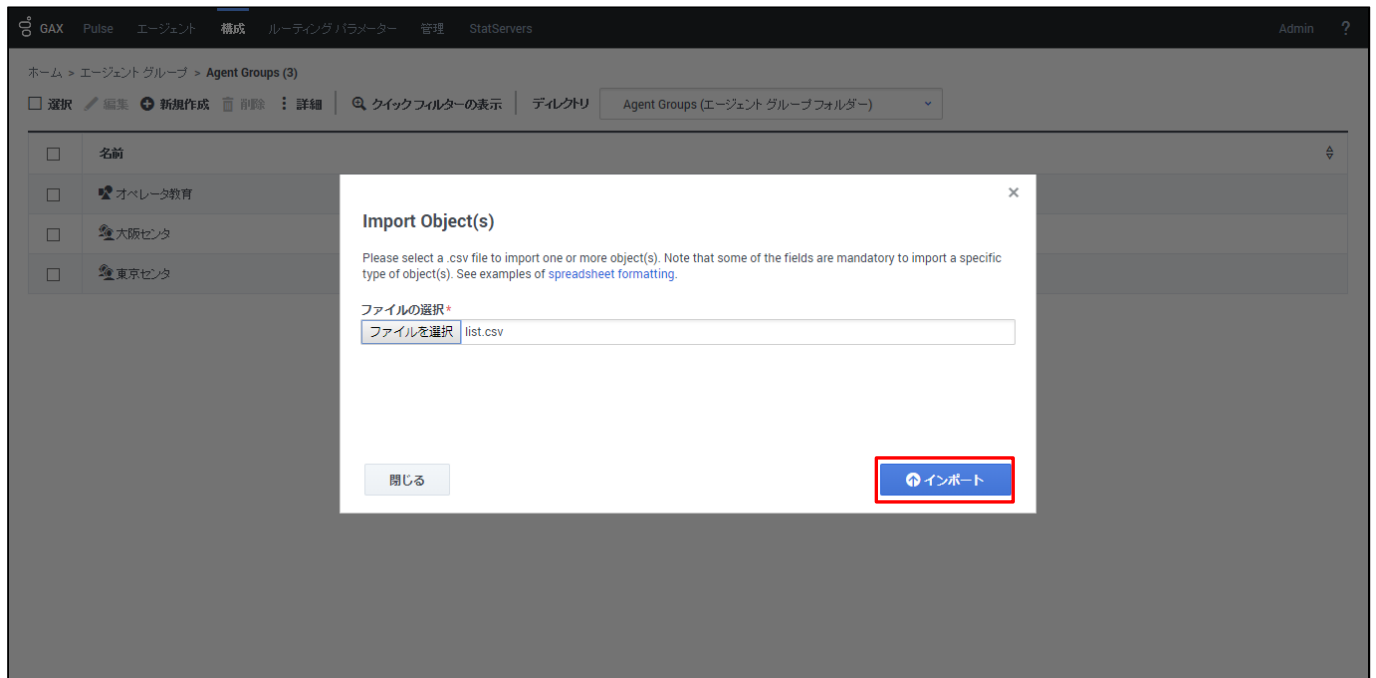 GAX Pulse エージェント 構成 ルーティング パラメーター 管理 StatServers Admin ?
ホーム > エージェント グループ > Agent Groups (3)
選択 編集 新規作成 削除 詳細 クイック フィルターの表示 ディレクトリ Agent Groups (エージェント グループ フォルダー)
名前
オペレータ教育
大阪センタ
東京センタ
×
Import Object(s)
Please select a .csv file to import one or more object(s). Note that some of the fields are mandatory to import a specific
type of object(s). See examples of spreadsheet formatting.
ファイルの選択*
ファイルを選択 list.csv
閉じる インポート